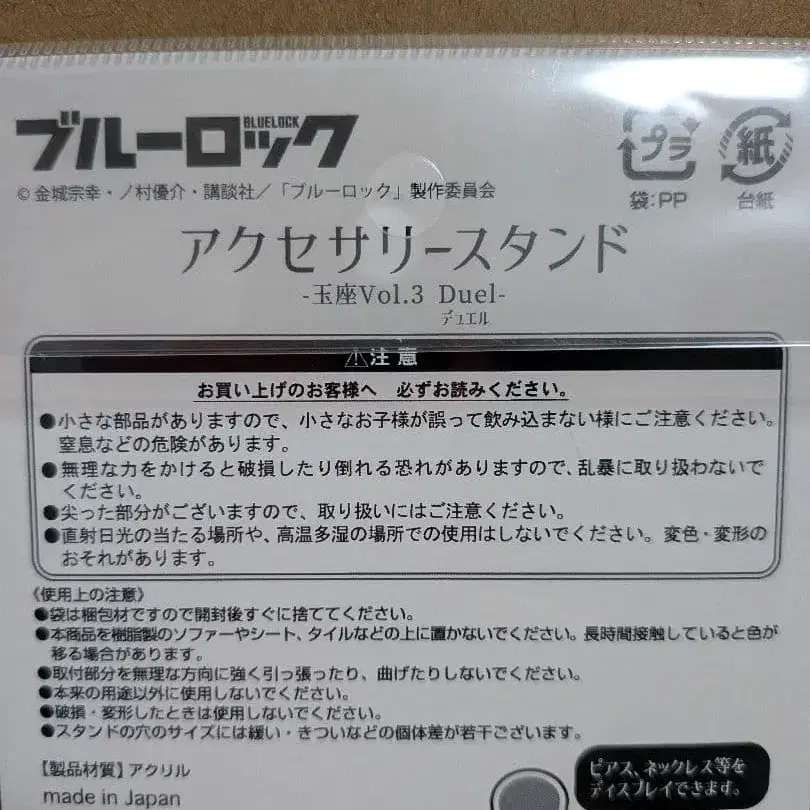 ブルーロック
BLUELOCK
©金城宗幸・ノ村優介・講談社/「ブルーロック」製作委員会
プラ
袋:PP
紙
台紙
アクセサリースタンド
-玉座Vol.3 Duel-
デュエル
⚠注意
お買い上げのお客様へ 必ずお読みください。
●小さな部品がありますので、小さなお子様が誤って飲み込まない様にご注意ください。
窒息などの危険があります。
●無理な力をかけると破損したり倒れる恐れがありますので、乱暴に取り扱わないで
ください。
●尖った部分がございますので、取り扱いにはご注意ください。
●直射日光の当たる場所や、高温多湿の場所での使用はしないでください。変色・変形の
おそれがあります。
《使用上の注意》
●袋は梱包材ですので開封後すぐに捨ててください。
●本商品を樹脂製のソファーやシート、タイルなどの上に置かないでください。長時間接触していると色が
移る場合があります。
●取付部分を無理な方向に強く引っ張ったり、曲げたりしないでください。
●本来の用途以外に使用しないでください。
●破損・変形したときは使用しないでください。
●スタンドの穴のサイズには緩い・きついなどの個体差が若干ございます。
【製品材質】アクリル
made in Japan
ピアス、ネックレス等を
ディスプレイできます。